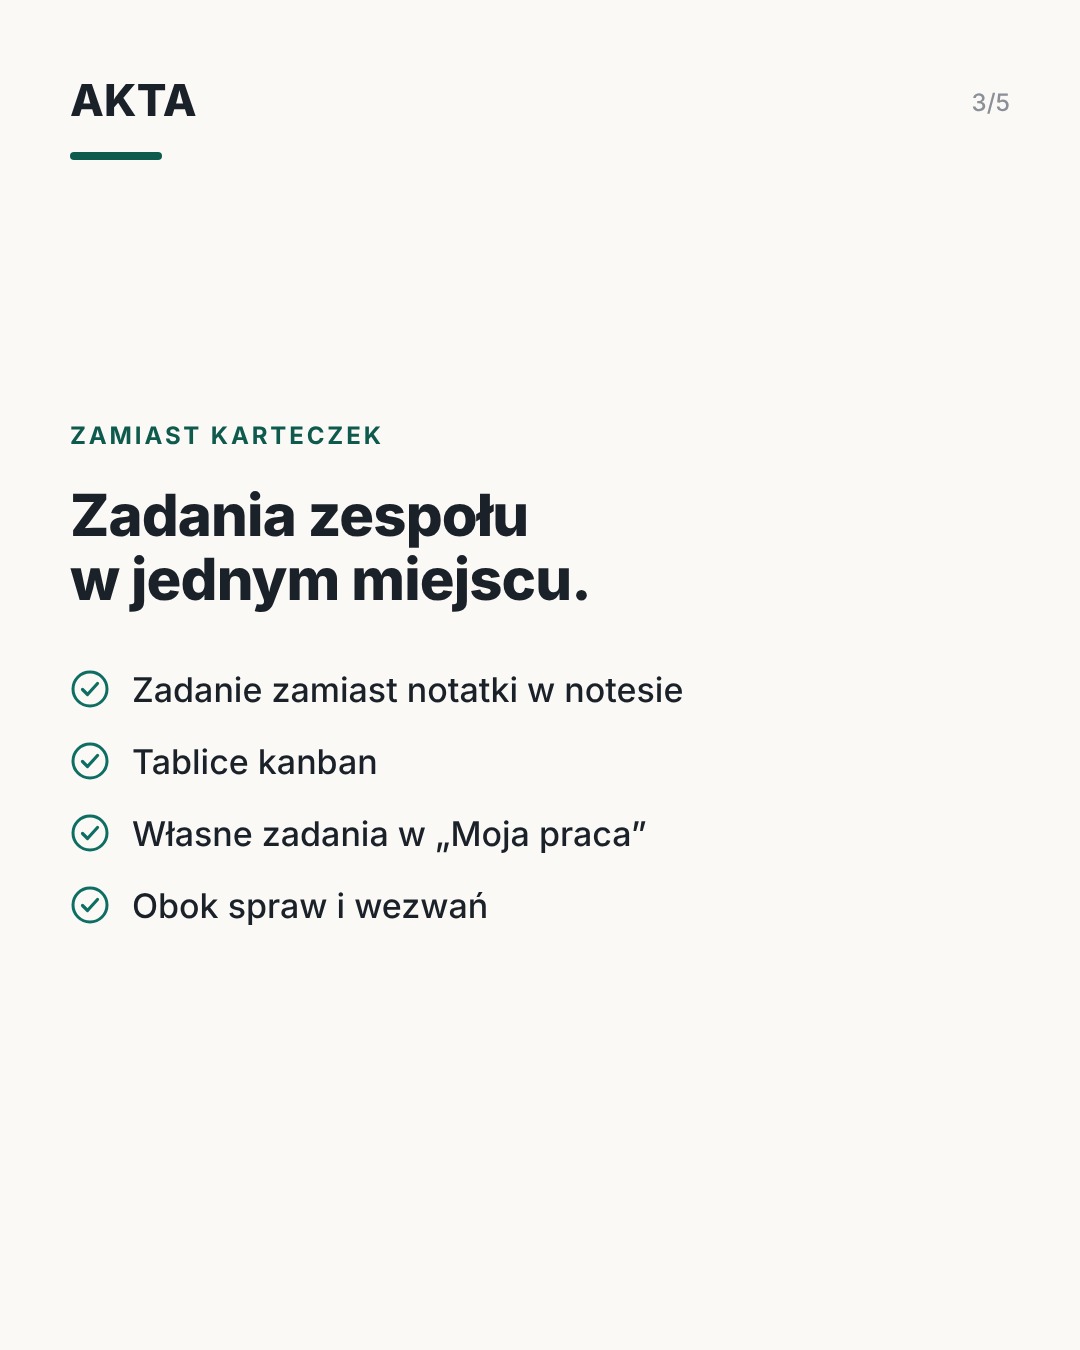 AKTA
3/5
ZAMIAST KARTECZEK
Zadania zespołu
w jednym miejscu.
Zadanie zamiast notatki w notesie
Tablice kanban
Własne zadania w „Moja praca”
Obok spraw i wezwań